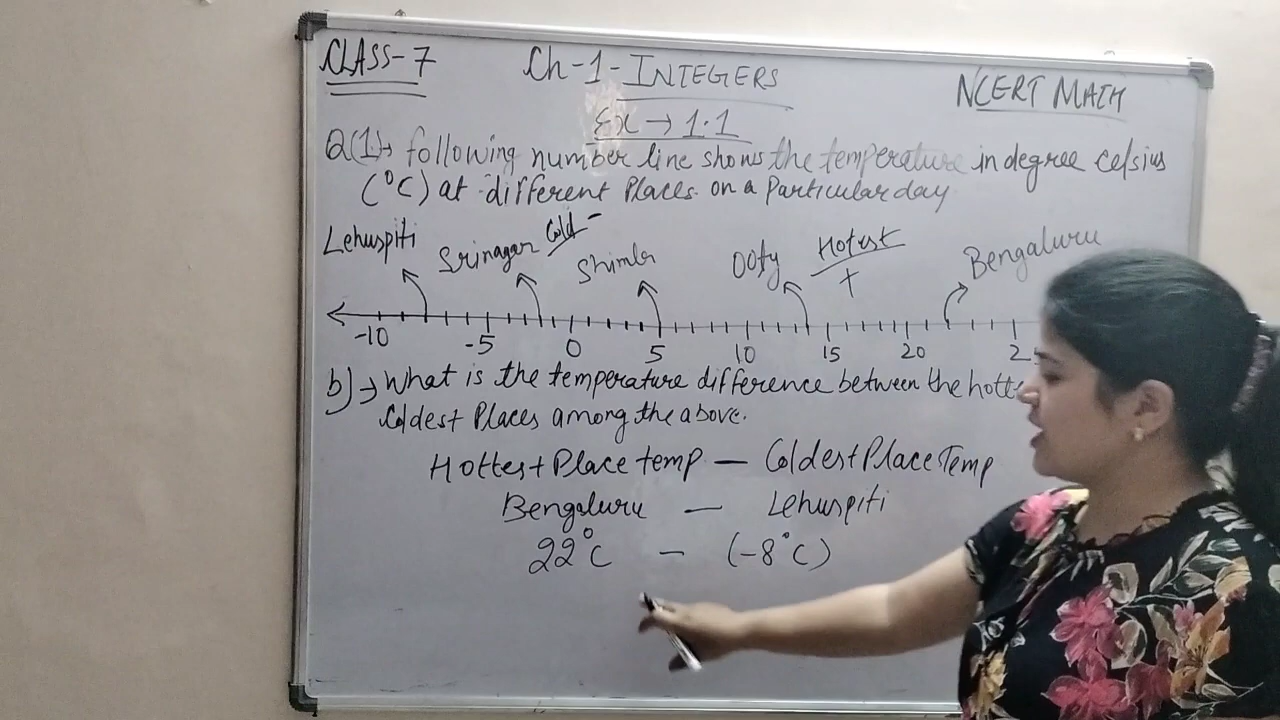 CLASS-7
Ch-1-INTEGERS
NCERT MATH
Ex → 1.1
Q(1)→ following number line shows the temperature in degree celsius
(°C) at different Places on a Particular day
Lehuspiti Srinagar Cold - Shimla Ooty Hotest + Bengaluru
-10 -5 0 5 10 15 20 2
b)→ What is the temperature difference between the hotte
Coldest Places among the above.
Hottest Place temp — Coldest Place Temp
Bengaluru — Lehuspiti
22°C — (-8°C)